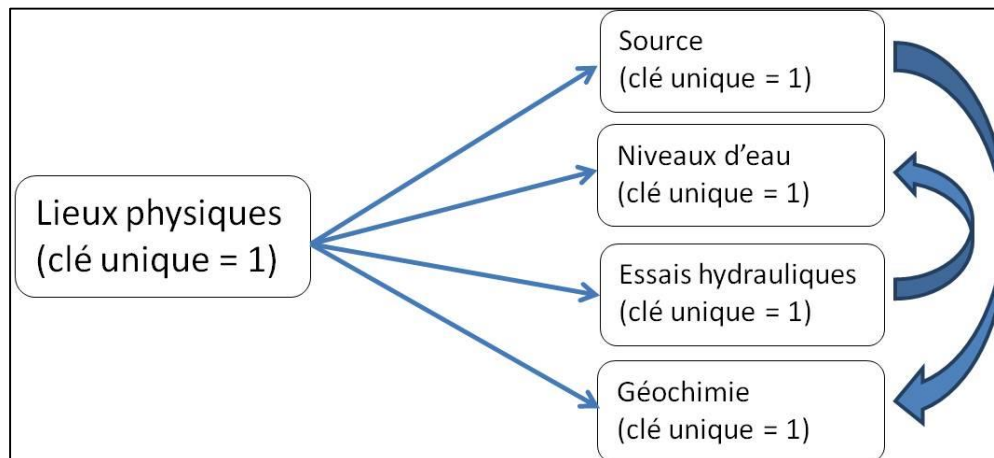 Lieux physiques
(clé unique = 1)
Source
(clé unique = 1)
Niveaux d'eau
(clé unique = 1)
Essais hydrauliques
(clé unique = 1)
Géochimie
(clé unique = 1)